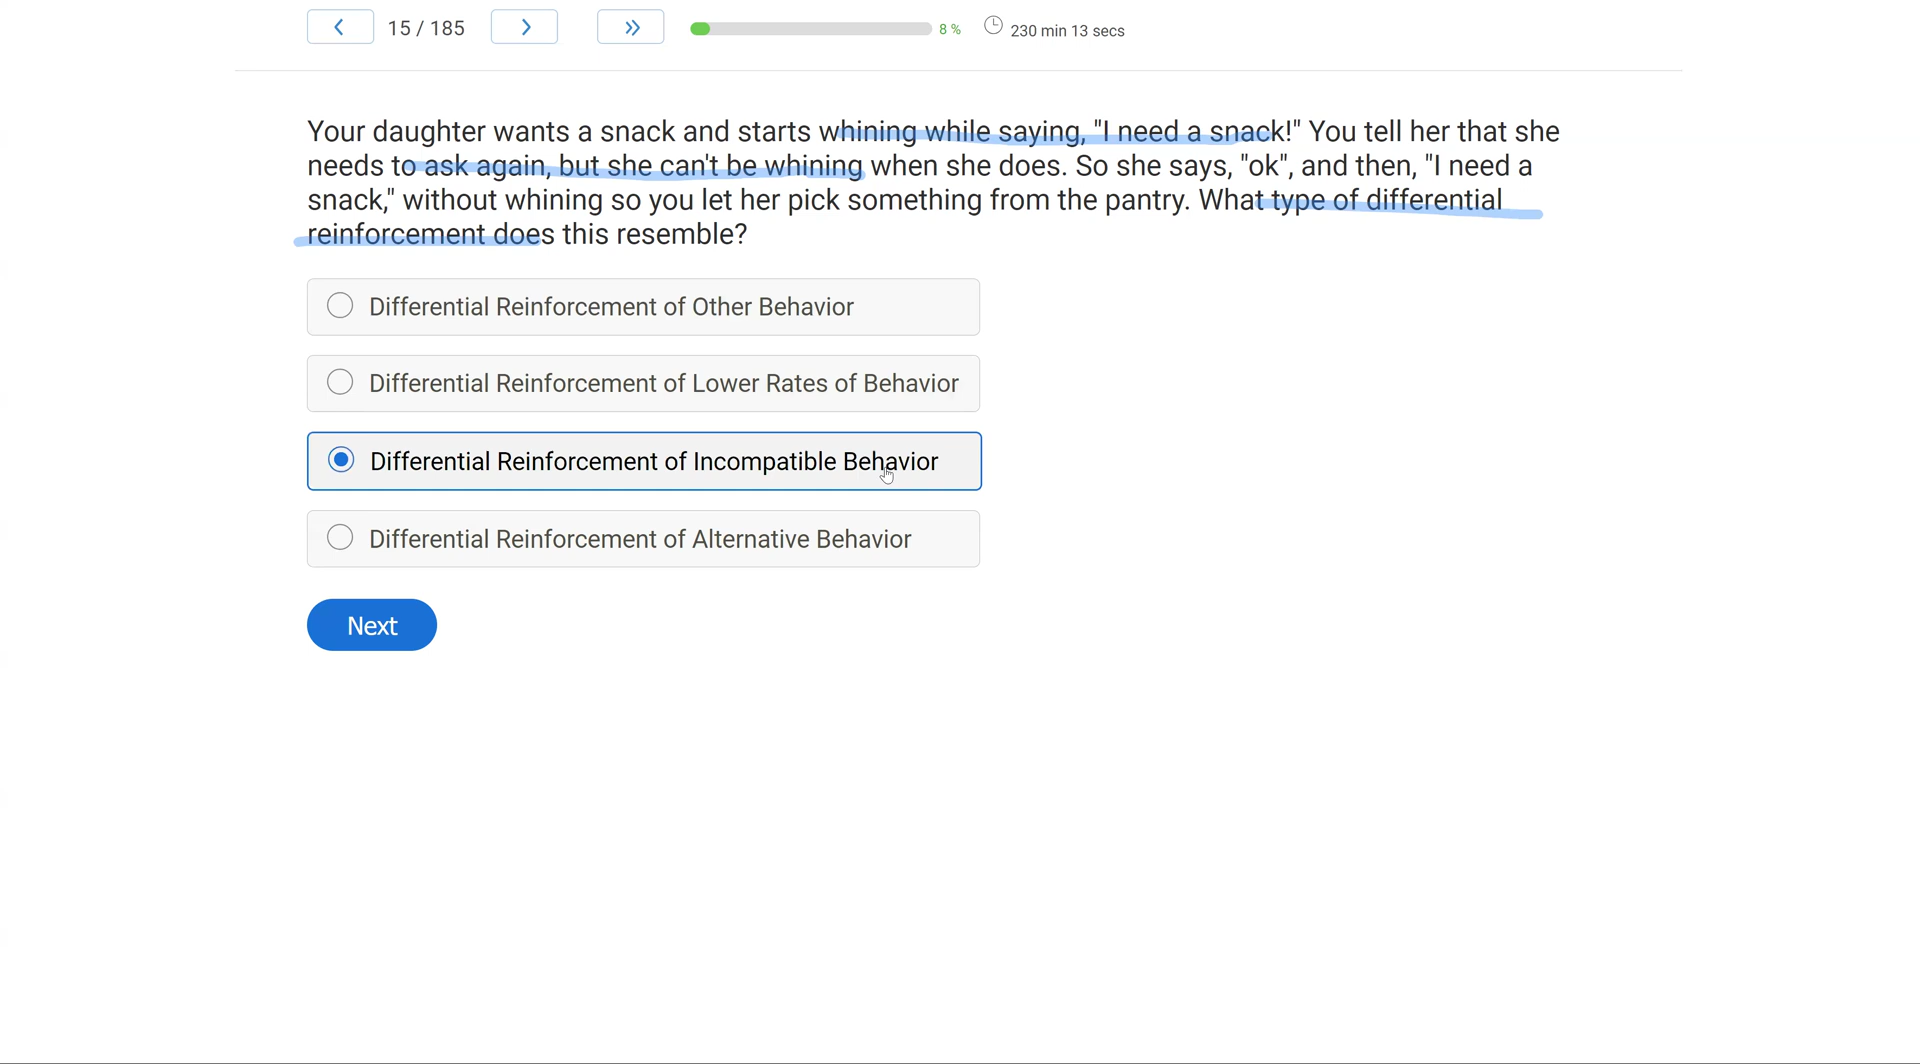 15 / 185
8 %
230 min 13 secs
Your daughter wants a snack and starts whining while saying, "I need a snack!" You tell her that she
needs to ask again, but she can't be whining when she does. So she says, "ok", and then, "I need a
snack," without whining so you let her pick something from the pantry. What type of differential
reinforcement does this resemble?
Differential Reinforcement of Other Behavior
Differential Reinforcement of Lower Rates of Behavior
Differential Reinforcement of Incompatible Behavior
Differential Reinforcement of Alternative Behavior
Next